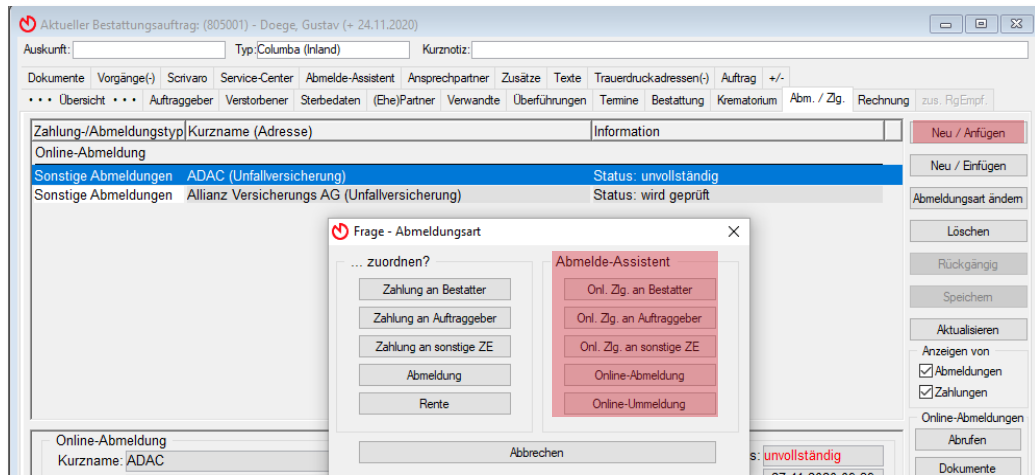 Aktueller Bestattungsauftrag: (805001) - Doege, Gustav (+ 24.11.2020)
Auskunft: Typ: Columba (Inland) Kurznotiz:
Dokumente Vorgänge(-) Scrivaro Service-Center Abmelde-Assistent Ansprechpartner Zusätze Texte Trauerdruckadressen(-) Auftrag +/-
• • • Übersicht • • • Auftraggeber Verstorbener Sterbedaten (Ehe)Partner Verwandte Überführungen Termine Bestattung Krematorium Abm. / Zlg. Rechnung zus. RgEmpf.
Zahlung-/Abmeldungstyp Kurzname (Adresse) Information
Online-Abmeldung
Sonstige Abmeldungen ADAC (Unfallversicherung) Status: unvollständig
Sonstige Abmeldungen Allianz Versicherungs AG (Unfallversicherung) Status: wird geprüft
Frage - Abmeldungsart
... zuordnen?
Zahlung an Bestatter
Zahlung an Auftraggeber
Zahlung an sonstige ZE
Abmeldung
Rente
Abmelde-Assistent
Onl. Zlg. an Bestatter
Onl. Zlg. an Auftraggeber
Onl. Zlg. an sonstige ZE
Online-Abmeldung
Online-Ummeldung
Abbrechen
Neu / Anfügen
Neu / Einfügen
Abmeldungsart ändern
Löschen
Rückgängig
Speichern
Aktualisieren
Anzeigen von
Abmeldungen
Zahlungen
Online-Abmeldungen
Abrufen
Dokumente
Online-Abmeldung
Kurzname: ADAC
s: unvollständig